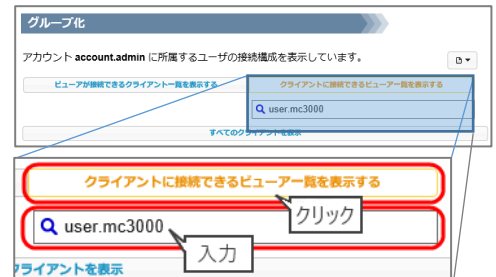 グループ化
アカウント account.admin に所属するユーザの接続構成を表示しています。
ビューアが接続できるクライアント一覧を表示する
クライアントに接続できるビューアー覧を表示する
user.mc3000
すべてのクライアントを表示
クライアントに接続できるビューアー覧を表示する
クリック
user.mc3000
入力
クライアントを表示